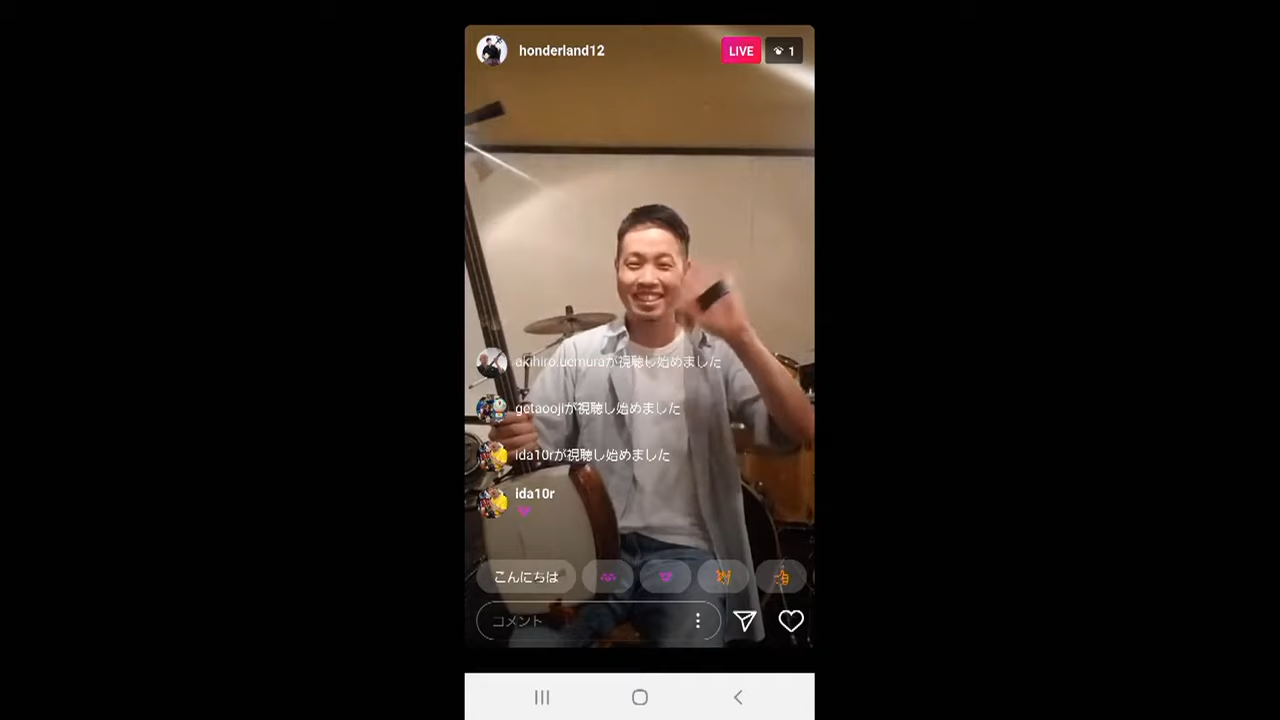 honderland12
LIVE
1
akihiro.uemuraが視聴し始めました
getaoojiが視聴し始めました
ida10rが視聴し始めました
ida10r
こんにちは
コメント